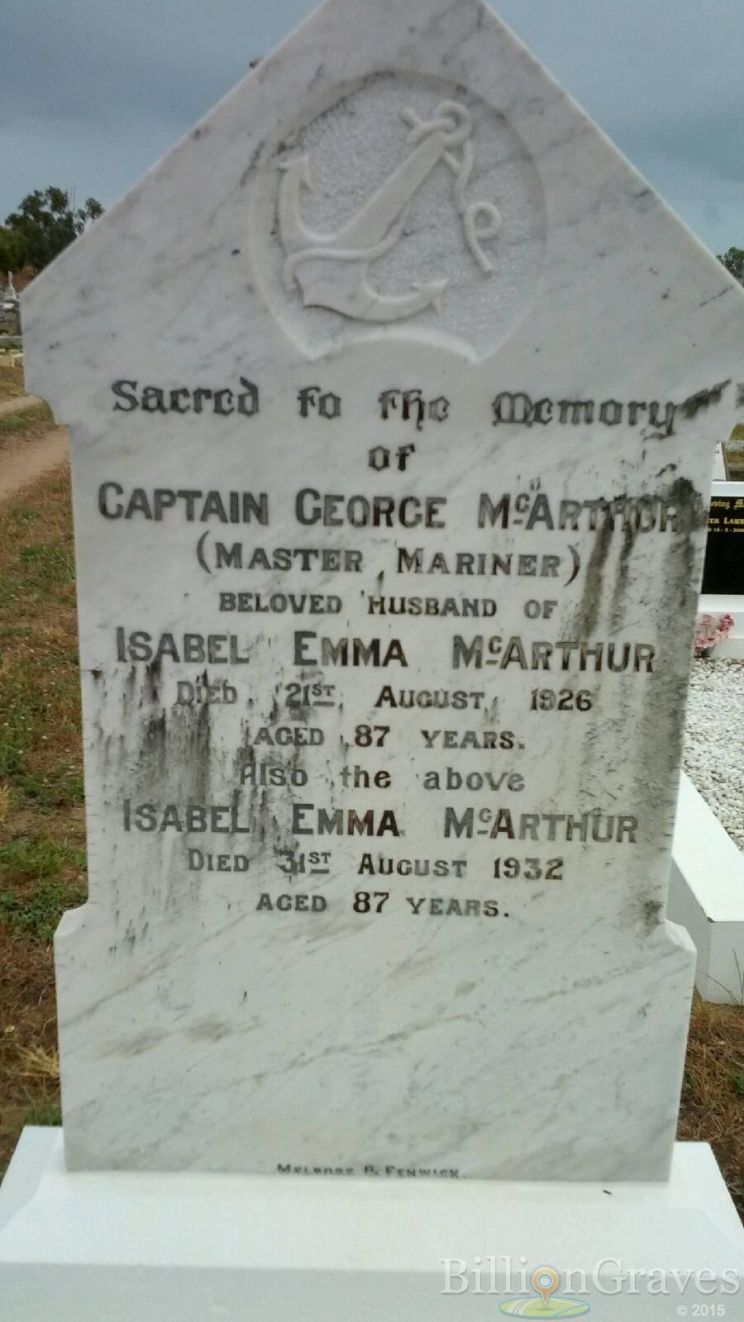 Sacred to the Memory
of
CAPTAIN GEORGE McARTHUR
(MASTER MARINER)
BELOVED HUSBAND OF
ISABEL EMMA McARTHUR
DIED 21ST AUGUST, 1926
AGED 87 YEARS.
Also the above
ISABEL EMMA McARTHUR
DIED 31ST AUGUST 1932
AGED 87 YEARS.
MELROSE & FENWICK
BillionGraves
© 2015